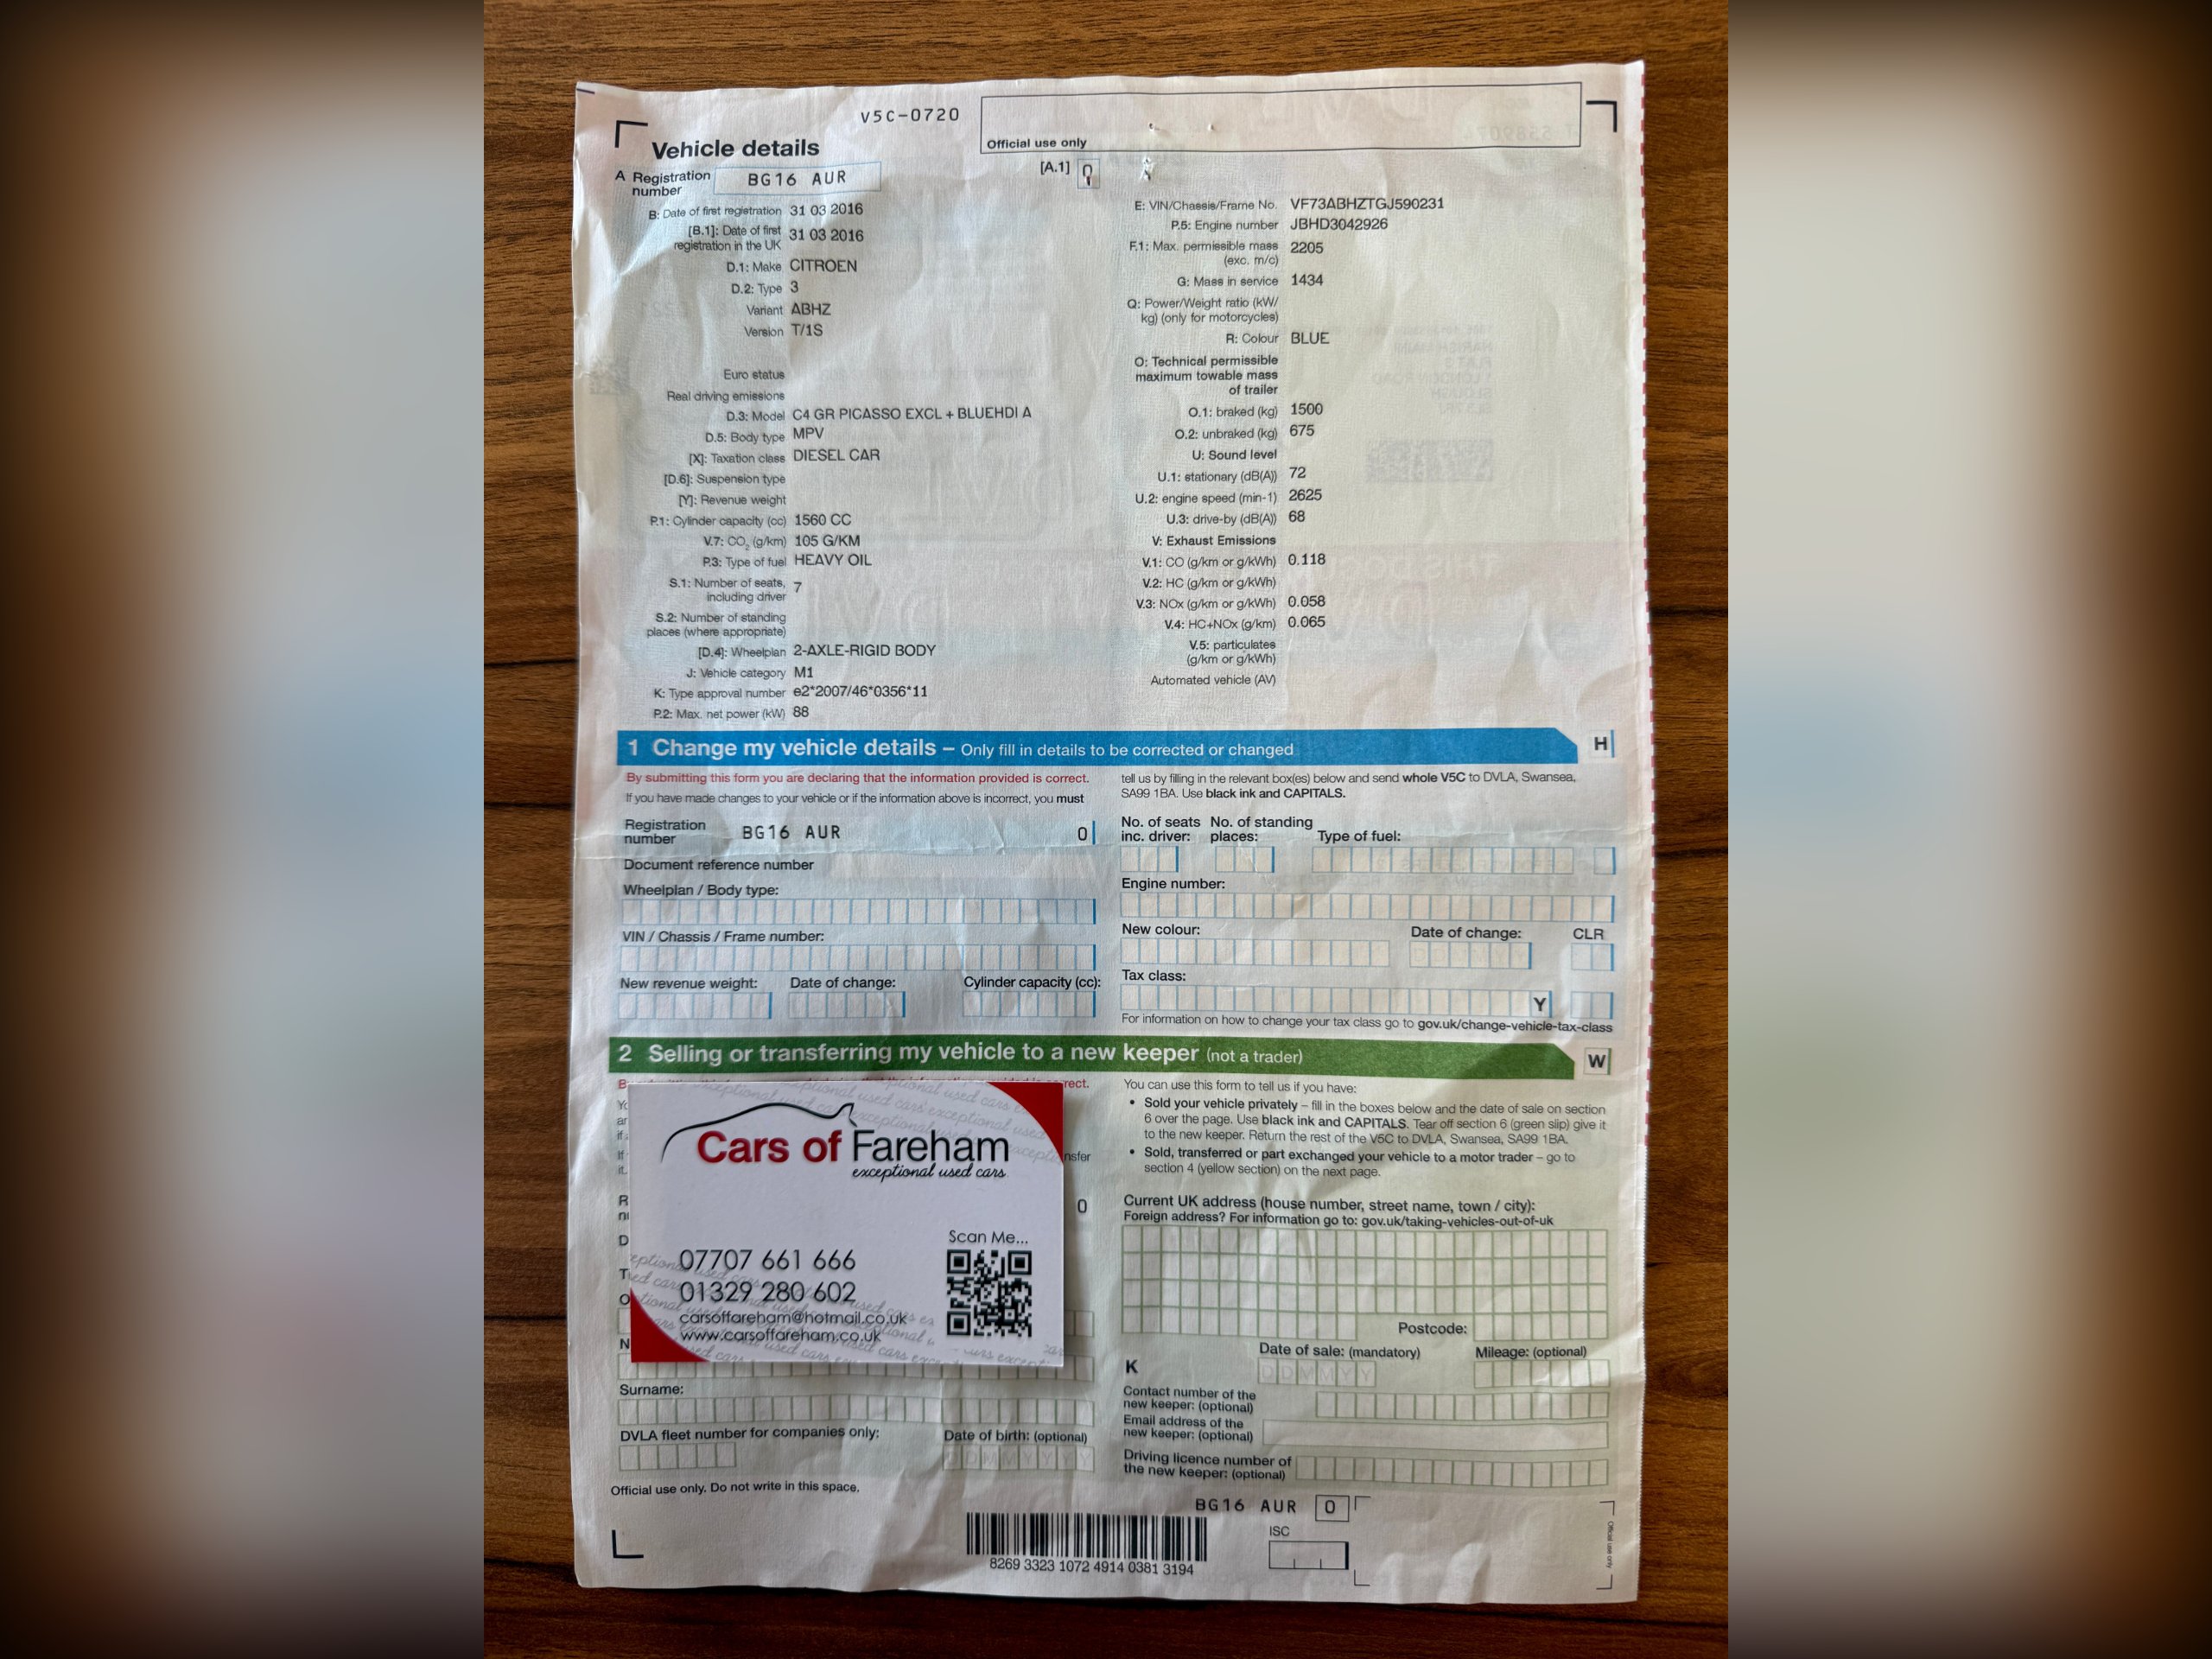 V5C-0720
Official use only
Vehicle details
A Registration number BG16 AUR
[A.1] 0
B: Date of first registration 31 03 2016
[B.1]: Date of first registration in the UK 31 03 2016
D.1: Make CITROEN
D.2: Type 3
Variant ABHZ
Version T/1S
Euro status
Real driving emissions
D.3: Model C4 GR PICASSO EXCL + BLUEHDI A
D.5: Body type MPV
[X]: Taxation class DIESEL CAR
[D.6]: Suspension type
[Y]: Revenue weight
P.1: Cylinder capacity (cc) 1560 CC
V.7: CO2 (g/km) 105 G/KM
P.3: Type of fuel HEAVY OIL
S.1: Number of seats, including driver 7
S.2: Number of standing places (where appropriate)
[D.4]: Wheelplan 2-AXLE-RIGID BODY
J: Vehicle category M1
K: Type approval number e2*2007/46*0356*11
P.2: Max. net power (kW) 88
E: VIN/Chassis/Frame No. VF73ABHZTGJ590231
P.5: Engine number JBHD3042926
F.1: Max. permissible mass (exc. m/c) 2205
G: Mass in service 1434
Q: Power/Weight ratio (kW/kg) (only for motorcycles)
R: Colour BLUE
O: Technical permissible maximum towable mass of trailer
O.1: braked (kg) 1500
O.2: unbraked (kg) 675
U: Sound level
U.1: stationary (dB(A)) 72
U.2: engine speed (min-1) 2625
U.3: drive-by (dB(A)) 68
V: Exhaust Emissions
V.1: CO (g/km or g/kWh) 0.118
V.2: HC (g/km or g/kWh)
V.3: NOx (g/km or g/kWh) 0.058
V.4: HC+NOx (g/km) 0.065
V.5: particulates (g/km or g/kWh)
Automated vehicle (AV)
1 Change my vehicle details – Only fill in details to be corrected or changed
H
By submitting this form you are declaring that the information provided is correct.
If you have made changes to your vehicle or if the information above is incorrect, you must
tell us by filling in the relevant box(es) below and send whole V5C to DVLA, Swansea,
SA99 1BA. Use black ink and CAPITALS.
Registration number BG16 AUR 0
Document reference number
Wheelplan / Body type:
VIN / Chassis / Frame number:
New revenue weight: Date of change: Cylinder capacity (cc):
No. of seats inc. driver: No. of standing places: Type of fuel:
Engine number:
New colour: Date of change: CLR
Tax class:
Y
For information on how to change your tax class go to gov.uk/change-vehicle-tax-class
2 Selling or transferring my vehicle to a new keeper (not a trader)
W
rect.
nsfer
0
Cars of Fareham
exceptional used cars
07707 661 666
01329 280 602
carsoffareham@hotmail.co.uk
www.carsoffareham.co.uk
Scan Me...
Surname:
DVLA fleet number for companies only:
Date of birth: (optional)
Official use only. Do not write in this space.
You can use this form to tell us if you have:
• Sold your vehicle privately – fill in the boxes below and the date of sale on section
6 over the page. Use black ink and CAPITALS. Tear off section 6 (green slip) give it
to the new keeper. Return the rest of the V5C to DVLA, Swansea, SA99 1BA.
• Sold, transferred or part exchanged your vehicle to a motor trader – go to
section 4 (yellow section) on the next page.
Current UK address (house number, street name, town / city):
Foreign address? For information go to: gov.uk/taking-vehicles-out-of-uk
Postcode:
K
Date of sale: (mandatory)
Mileage: (optional)
Contact number of the new keeper: (optional)
Email address of the new keeper: (optional)
Driving licence number of the new keeper: (optional)
BG16 AUR 0
ISC
8269 3323 1072 4914 0381 3194
Official use only